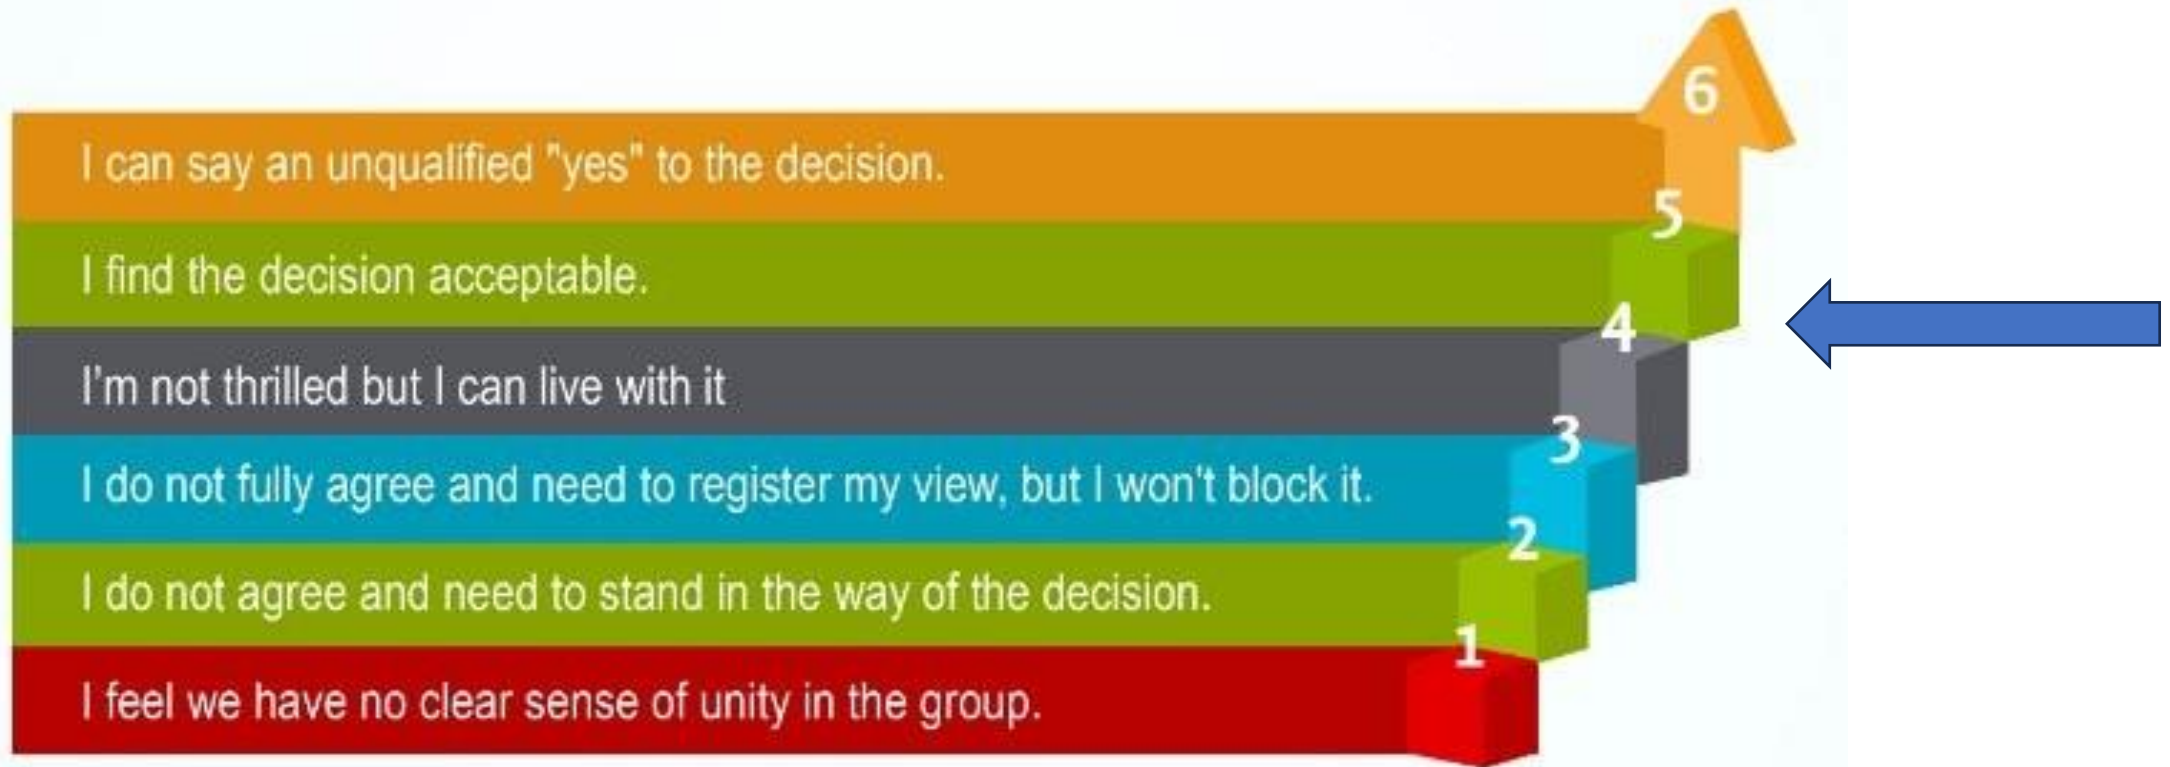 6
I can say an unqualified "yes" to the decision.
5
I find the decision acceptable.
4
I'm not thrilled but I can live with it
3
I do not fully agree and need to register my view, but I won't block it.
2
I do not agree and need to stand in the way of the decision.
1
I feel we have no clear sense of unity in the group.